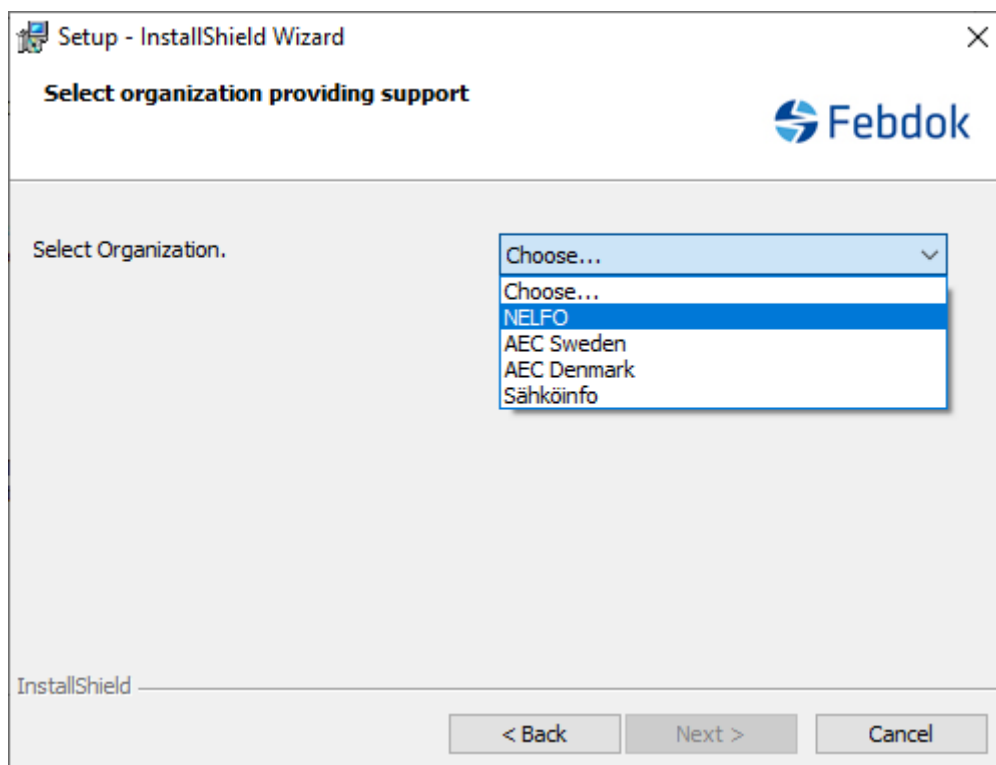 Setup - InstallShield Wizard
Select organization providing support
Febdok
Select Organization.
Choose...
Choose...
NELFO
AEC Sweden
AEC Denmark
Sähköinfo
InstallShield
< Back
Next >
Cancel